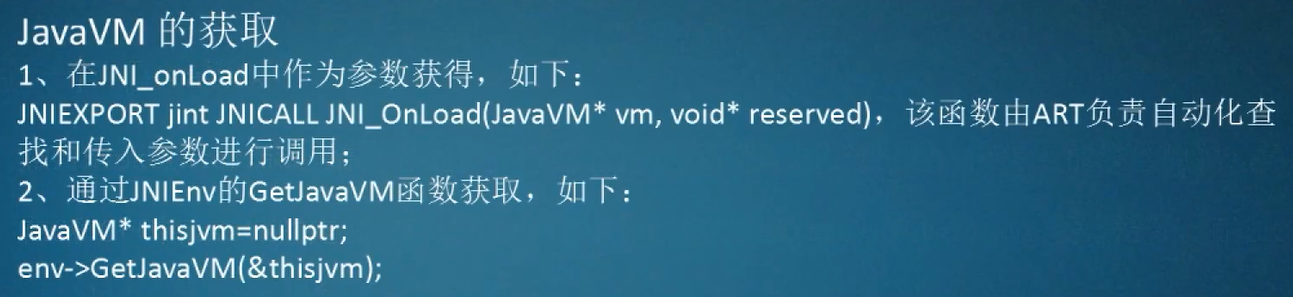 JavaVM 的获取
1、在JNI_onLoad中作为参数获得，如下：
JNIEXPORT jint JNICALL JNI_OnLoad(JavaVM* vm, void* reserved)，该函数由ART负责自动化查
找和传入参数进行调用；
2、通过JNIEnv的GetJavaVM函数获取，如下：
JavaVM* thisjvm=nullptr;
env->GetJavaVM(&thisjvm);